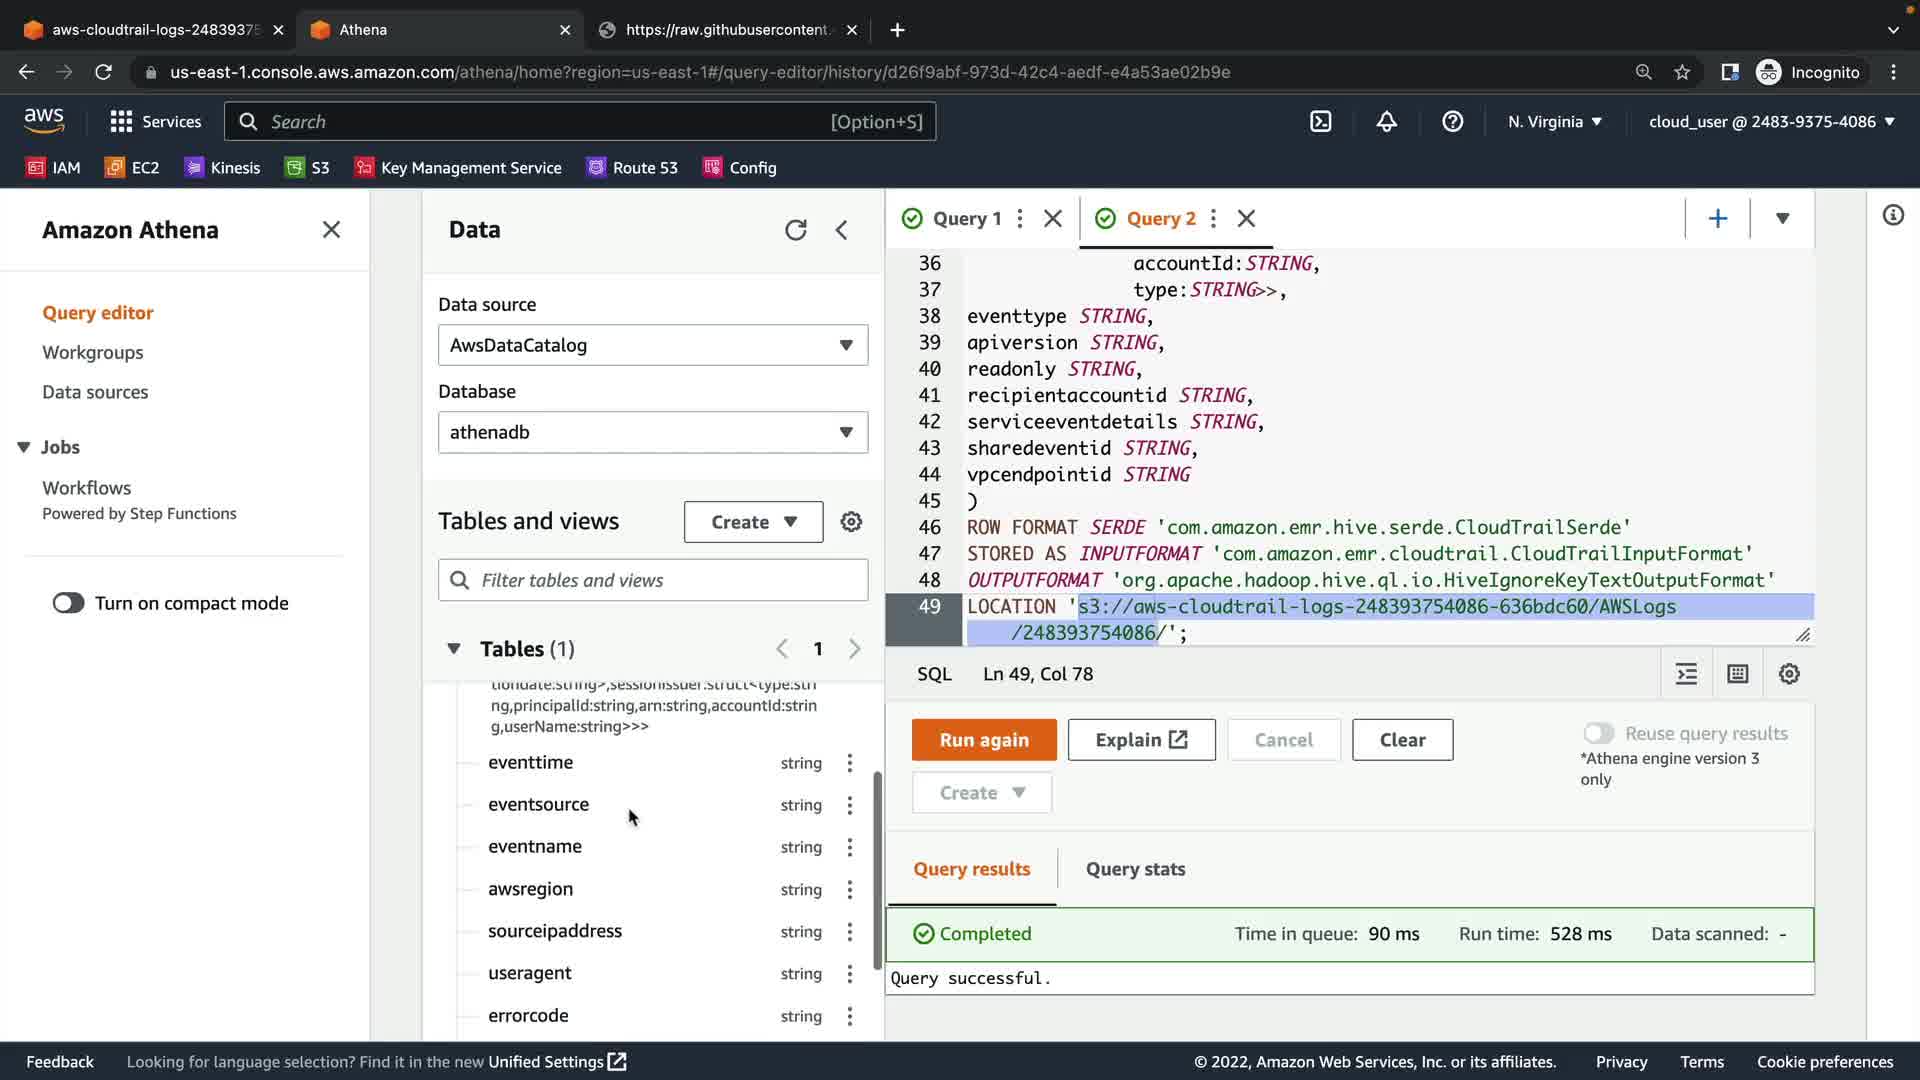 aws-cloudtrail-logs-24839375
Athena
https://raw.githubusercontent.
us-east-1.console.aws.amazon.com/athena/home?region=us-east-1#/query-editor/history/d26f9abf-973d-42c4-aedf-e4a53ae02b9e
Incognito
aws
Services
Search
[Option+S]
N. Virginia
cloud_user @ 2483-9375-4086
IAM
EC2
Kinesis
S3
Key Management Service
Route 53
Config
Amazon Athena
Query editor
Workgroups
Data sources
Jobs
Workflows
Powered by Step Functions
Turn on compact mode
Data
Data source
AwsDataCatalog
Database
athenadb
Tables and views
Create
Filter tables and views
Tables (1)
1
tiondate:string>,sessionissuer:struct<type:stri
ng,principalId:string,arn:string,accountId:strin
g,userName:string>>>
eventtime string
eventsource string
eventname string
awsregion string
sourceipaddress string
useragent string
errorcode string
Query 1
Query 2
36 accountId:STRING,
37 type:STRING>>,
38 eventtype STRING,
39 apiversion STRING,
40 readonly STRING,
41 recipientaccountid STRING,
42 serviceeventdetails STRING,
43 sharedeventid STRING,
44 vpcendpointid STRING
45 )
46 ROW FORMAT SERDE 'com.amazon.emr.hive.serde.CloudTrailSerde'
47 STORED AS INPUTFORMAT 'com.amazon.emr.cloudtrail.CloudTrailInputFormat'
48 OUTPUTFORMAT 'org.apache.hadoop.hive.ql.io.HiveIgnoreKeyTextOutputFormat'
49 LOCATION 's3://aws-cloudtrail-logs-248393754086-636bdc60/AWSLogs
/248393754086/';
SQL Ln 49, Col 78
Run again
Explain
Cancel
Clear
Create
Reuse query results
*Athena engine version 3
only
Query results
Query stats
Completed
Time in queue: 90 ms
Run time: 528 ms
Data scanned: -
Query successful.
Feedback
Looking for language selection? Find it in the new Unified Settings
© 2022, Amazon Web Services, Inc. or its affiliates.
Privacy
Terms
Cookie preferences